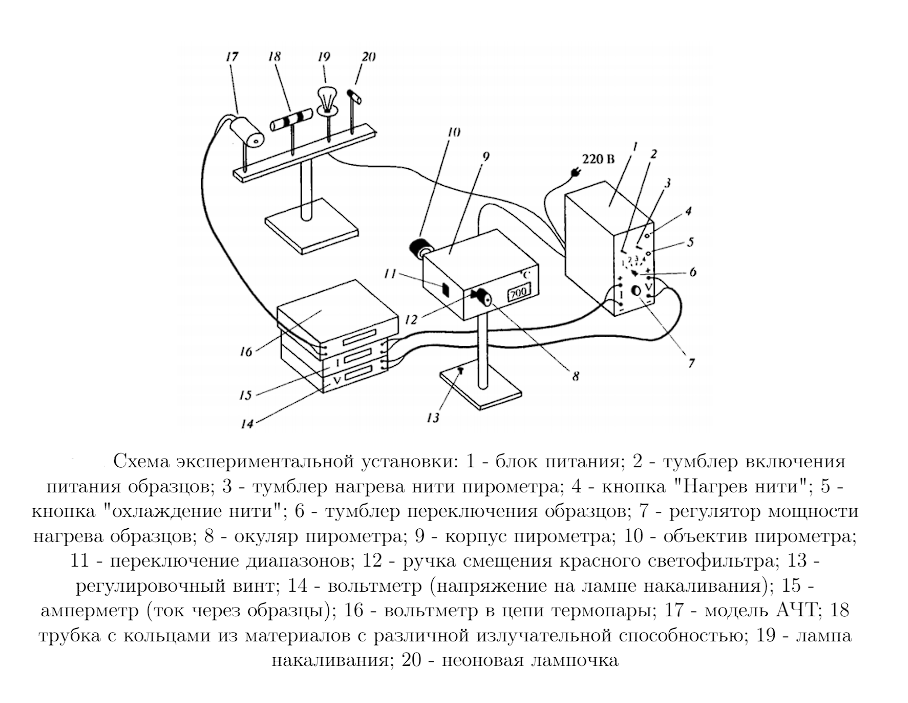 17
18
19
20
10
9
220 В
1
2
3
4
5
6
7
11
12
°C
200
1 2 3 4
I
V
16
I
15
V
14
13
8
Схема экспериментальной установки: 1 - блок питания; 2 - тумблер включения
питания образцов; 3 - тумблер нагрева нити пирометра; 4 - кнопка "Нагрев нити"; 5 -
кнопка "охлаждение нити"; 6 - тумблер переключения образцов; 7 - регулятор мощности
нагрева образцов; 8 - окуляр пирометра; 9 - корпус пирометра; 10 - объектив пирометра;
11 - переключение диапазонов; 12 - ручка смещения красного светофильтра; 13 -
регулировочный винт; 14 - вольтметр (напряжение на лампе накаливания); 15 -
амперметр (ток через образцы); 16 - вольтметр в цепи термопары; 17 - модель АЧТ; 18
трубка с кольцами из материалов с различной излучательной способностью; 19 - лампа
накаливания; 20 - неоновая лампочка